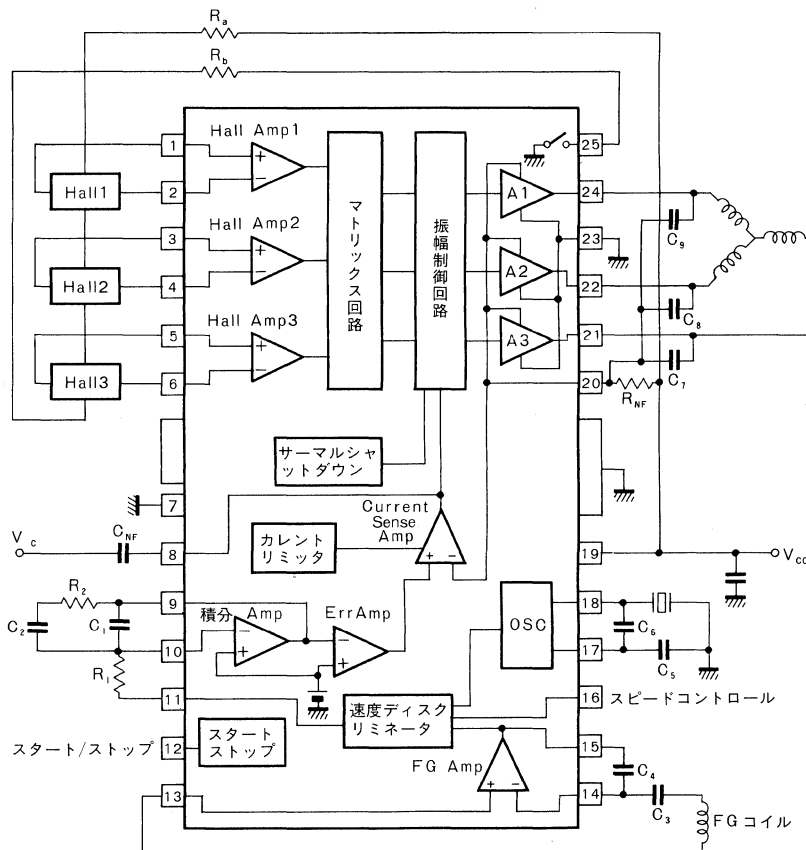 Ra
Rb
1
Hall Amp1
25
2
Hall1
A1
24
3
Hall Amp2
マトリックス回路
振幅制御回路
C9
23
4
Hall2
A2
22
5
Hall Amp3
C8
21
A3
6
Hall3
20
RNF
C7
サーマルシャ
ットダウン
7
Current
Sense
Amp
Vc
CNF
8
カレント
リミッタ
+ -
19
Vcc
R2
9
積分 Amp
ErrAmp
18
C2
C1
10
OSC
C6
17
C5
R1
11
速度ディスク
リミネータ
16
スピードコントロール
スタート/ストップ
12
スタート
ストップ
15
FG Amp
C4
13
14
C3
FGコイル